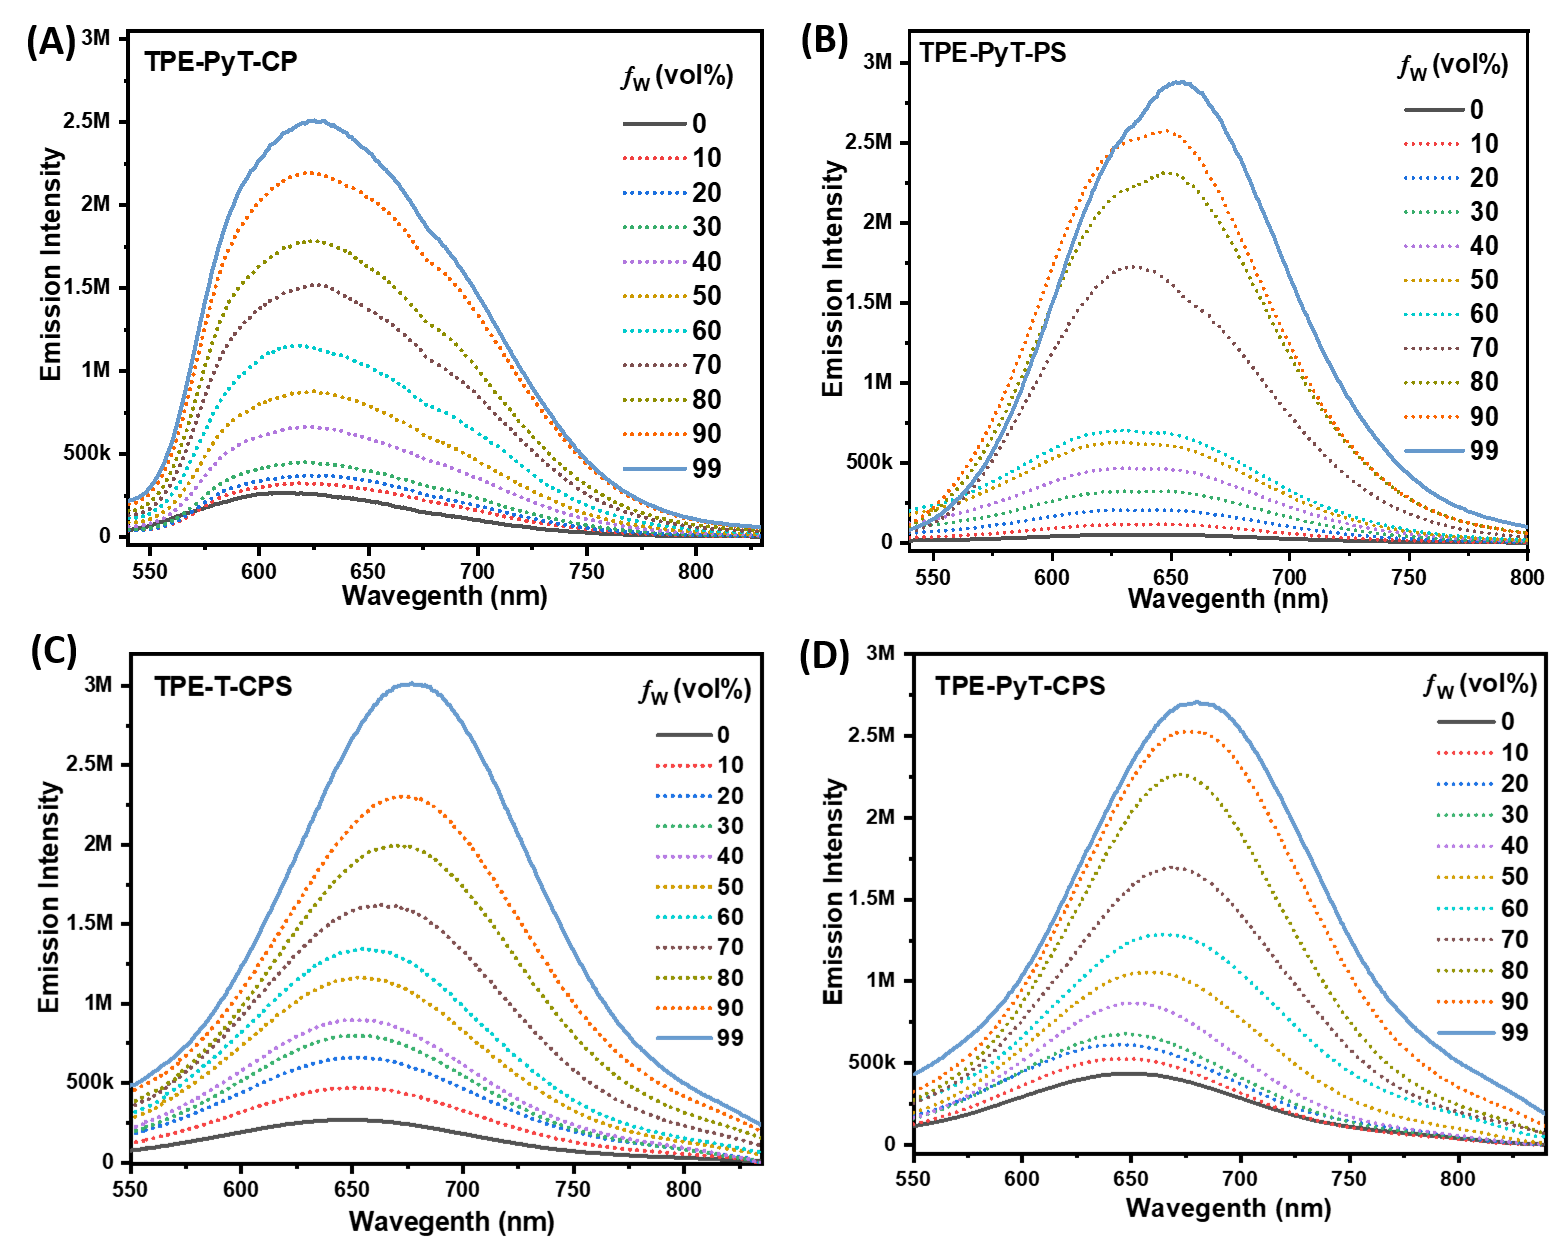 (A)
TPE-PyT-CP
fW (vol%)
0
10
20
30
40
50
60
70
80
90
99
3M
2.5M
2M
1.5M
1M
500k
0
Emission Intensity
550
600
650
700
750
800
Wavegenth (nm)
(B)
TPE-PyT-PS
fW (vol%)
0
10
20
30
40
50
60
70
80
90
99
3M
2.5M
2M
1.5M
1M
500k
0
Emission Intensity
550
600
650
700
750
800
Wavegenth (nm)
(C)
TPE-T-CPS
fW (vol%)
0
10
20
30
40
50
60
70
80
90
99
3M
2.5M
2M
1.5M
1M
500k
0
Emission Intensity
550
600
650
700
750
800
Wavegenth (nm)
(D)
TPE-PyT-CPS
fW (vol%)
0
10
20
30
40
50
60
70
80
90
99
3M
2.5M
2M
1.5M
1M
500k
0
Emission Intensity
550
600
650
700
750
800
Wavegenth (nm)